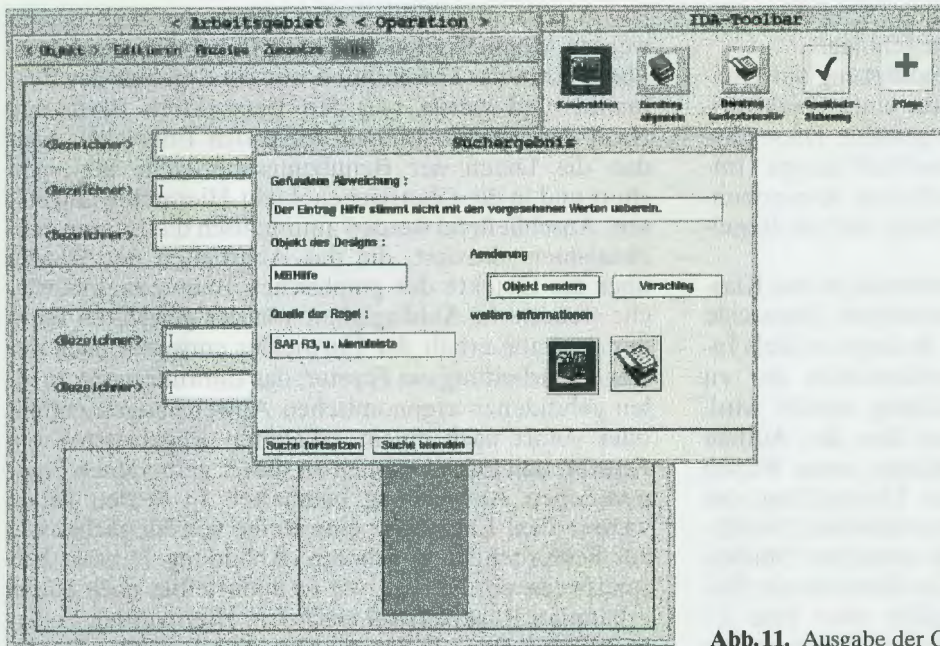 < Arbeitsgebiet > < Operation >
< Objekt > Editieren Anzeige Zusaetze Hilfe
IDA-Toolbar
Konstruktion
Beratung allgemein
Beratung kontextsensitiv
Qualitaets-Sicherung
Pflege
<Bezeichner>
<Bezeichner>
<Bezeichner>
<Bezeichner>
<Bezeichner>
Suchergebnis
Gefundene Abweichung :
Der Eintrag Hilfe stimmt nicht mit den vorgesehenen Werten ueberein.
Objekt des Designs :
MBHilfe
Aenderung
Objekt aendern
Vorschlag
Quelle der Regel :
SAP R3, u. Menuleiste
weitere Informationen
Suche fortsetzen
Suche beenden
Abb. 11. Ausgabe der